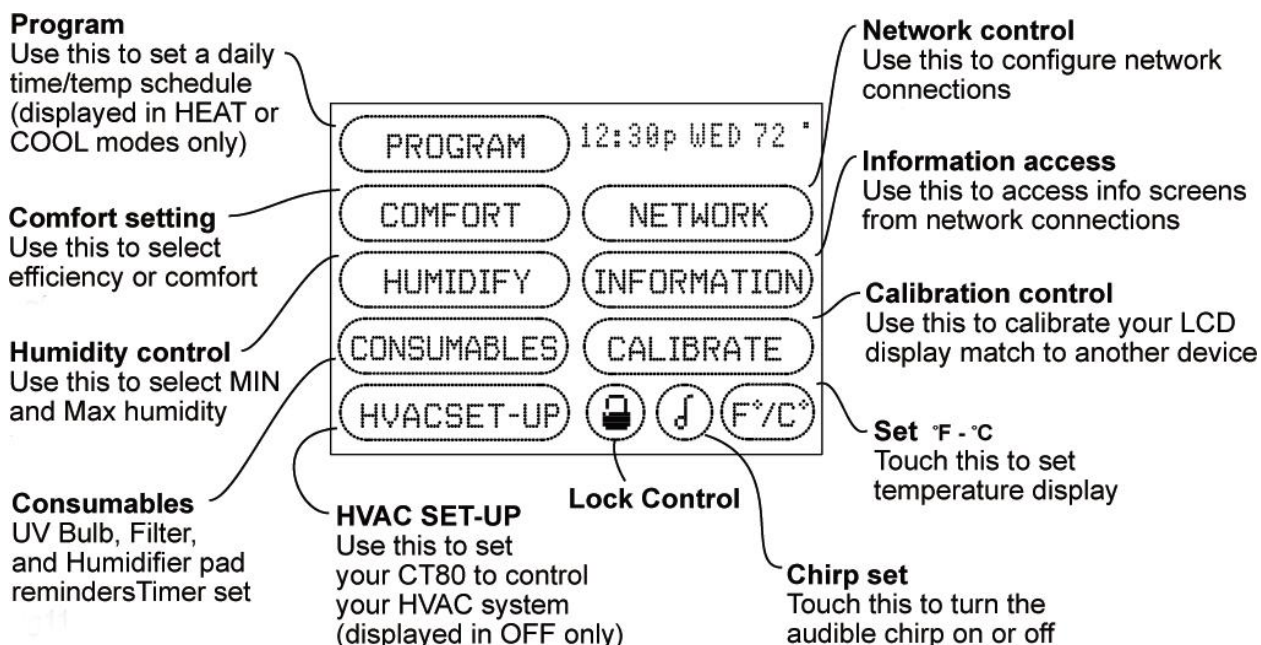 Program
Use this to set a daily
time/temp schedule
(displayed in HEAT or
COOL modes only)
Comfort setting
Use this to select
efficiency or comfort
Humidity control
Use this to select MIN
and Max humidity
Consumables
UV Bulb, Filter,
and Humidifier pad
remindersTimer set
PROGRAM
12:30p WED 72 °
COMFORT
NETWORK
HUMIDIFY
INFORMATION
CONSUMABLES
CALIBRATE
HVACSET-UP
F°/C°
HVAC SET-UP
Use this to set
your CT80 to control
your HVAC system
(displayed in OFF only)
Lock Control
Network control
Use this to configure network
connections
Information access
Use this to access info screens
from network connections
Calibration control
Use this to calibrate your LCD
display match to another device
Set °F - °C
Touch this to set
temperature display
Chirp set
Touch this to turn the
audible chirp on or off